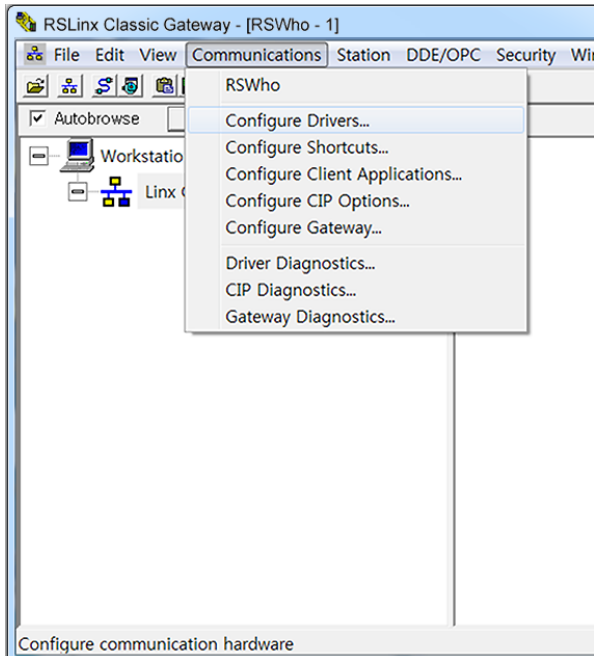 RSLinx Classic Gateway - [RSWho - 1]
File Edit View Communications Station DDE/OPC Security
RSWho
Autobrowse
Configure Drivers...
Configure Shortcuts...
Workstatio
Configure Client Applications...
Linx
Configure CIP Options...
Configure Gateway...
Driver Diagnostics...
CIP Diagnostics...
Gateway Diagnostics...
Configure communication hardware